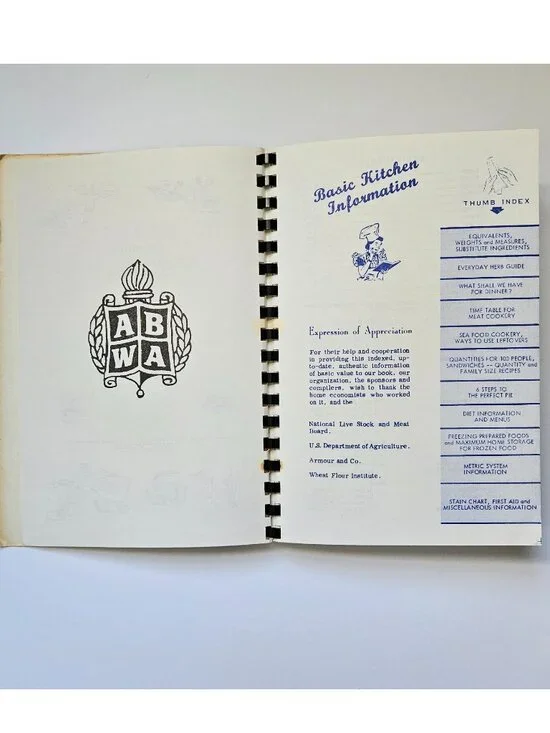 A B
W A
Basic Kitchen
Information
Expression of Appreciation
For their help and cooperation
in providing this indexed, up-
to-date, authentic information
of basic value to our book, our
organization, the sponsors and
compilers, wish to thank the
home economists who worked
on it, and the
National Live Stock and Meat
Board.
U.S. Department of Agriculture.
Armour and Co.
Wheat Flour Institute.
THUMB INDEX
EQUIVALENTS,
WEIGHTS and MEASURES,
SUBSTITUTE INGREDIENTS
EVERYDAY HERB GUIDE
WHAT SHALL WE HAVE
FOR DINNER?
TIME TABLE FOR
MEAT COOKERY
SEA FOOD COOKERY,
WAYS TO USE LEFTOVERS
QUANTITIES FOR 100 PEOPLE,
SANDWICHES -- QUANTITY and
FAMILY SIZE RECIPES
6 STEPS TO
THE PERFECT PIE
DIET INFORMATION
AND MENUS
FREEZING PREPARED FOODS
and MAXIMUM HOME STORAGE
FOR FROZEN FOOD
METRIC SYSTEM
INFORMATION
STAIN CHART, FIRST AID and
MISCELLANEOUS INFORMATION